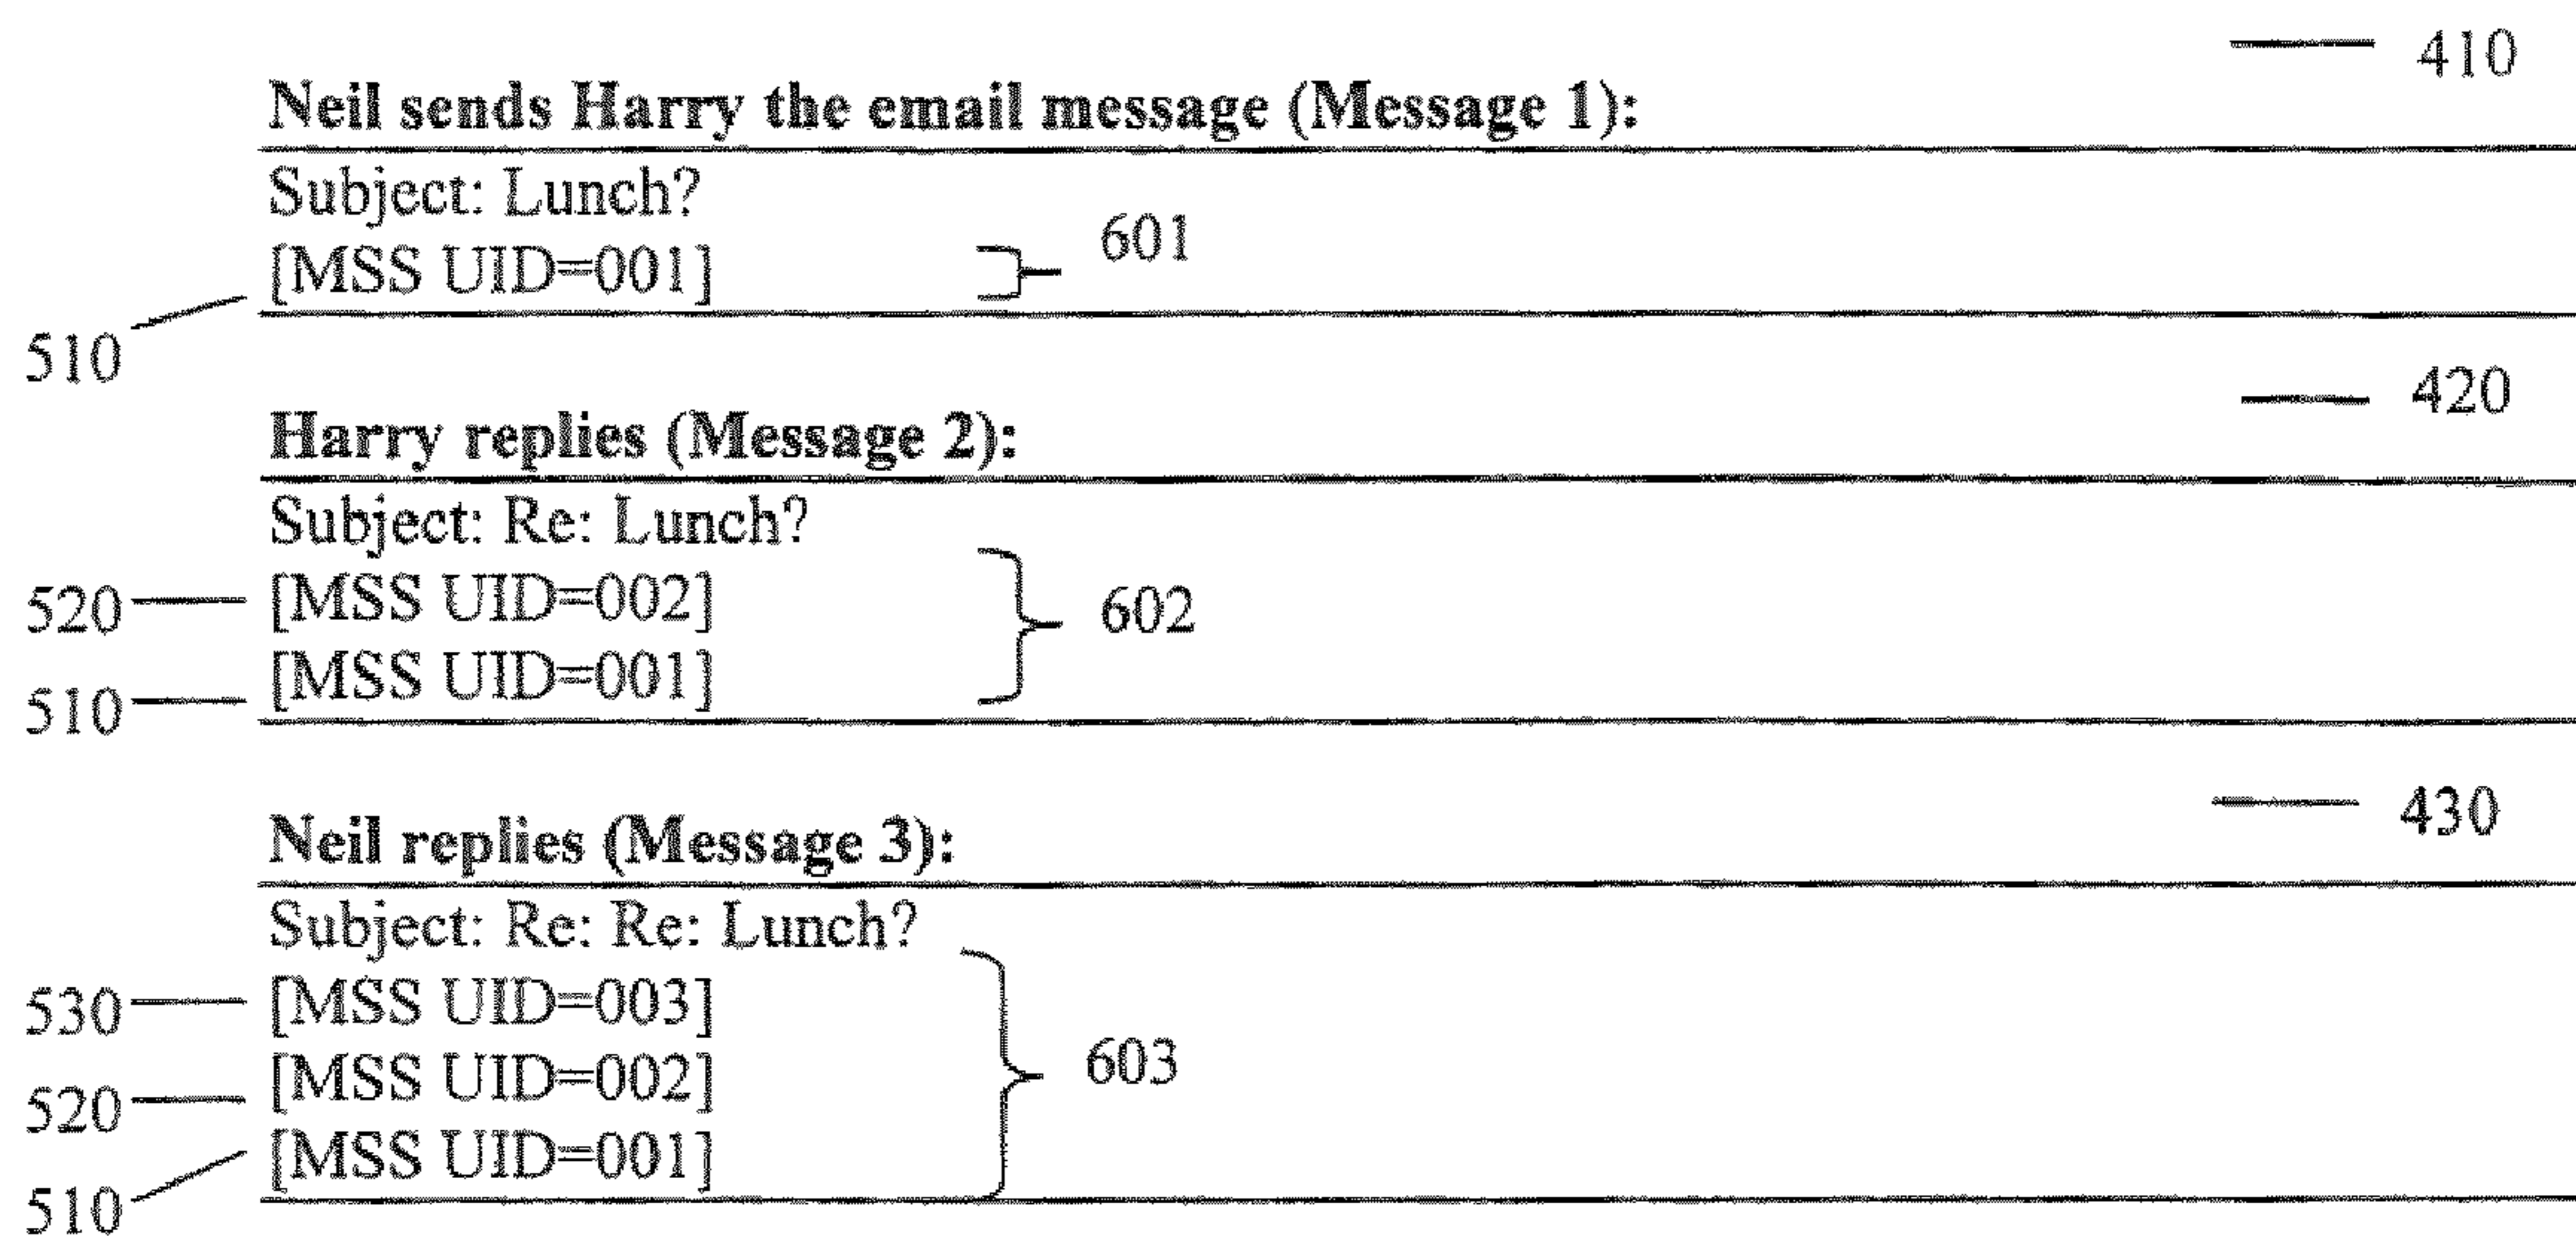 410
Neil sends Harry the email message (Message 1):
Subject: Lunch?
601
[MSS UID=001]
510
420
Harry replies (Message 2):
Subject: Re: Lunch?
520 [MSS UID=002]
602
510 [MSS UID=001]
430
Neil replies (Message 3):
Subject: Re: Re: Lunch?
530 [MSS UID=003]
603
520 [MSS UID=002]
510 [MSS UID=001]